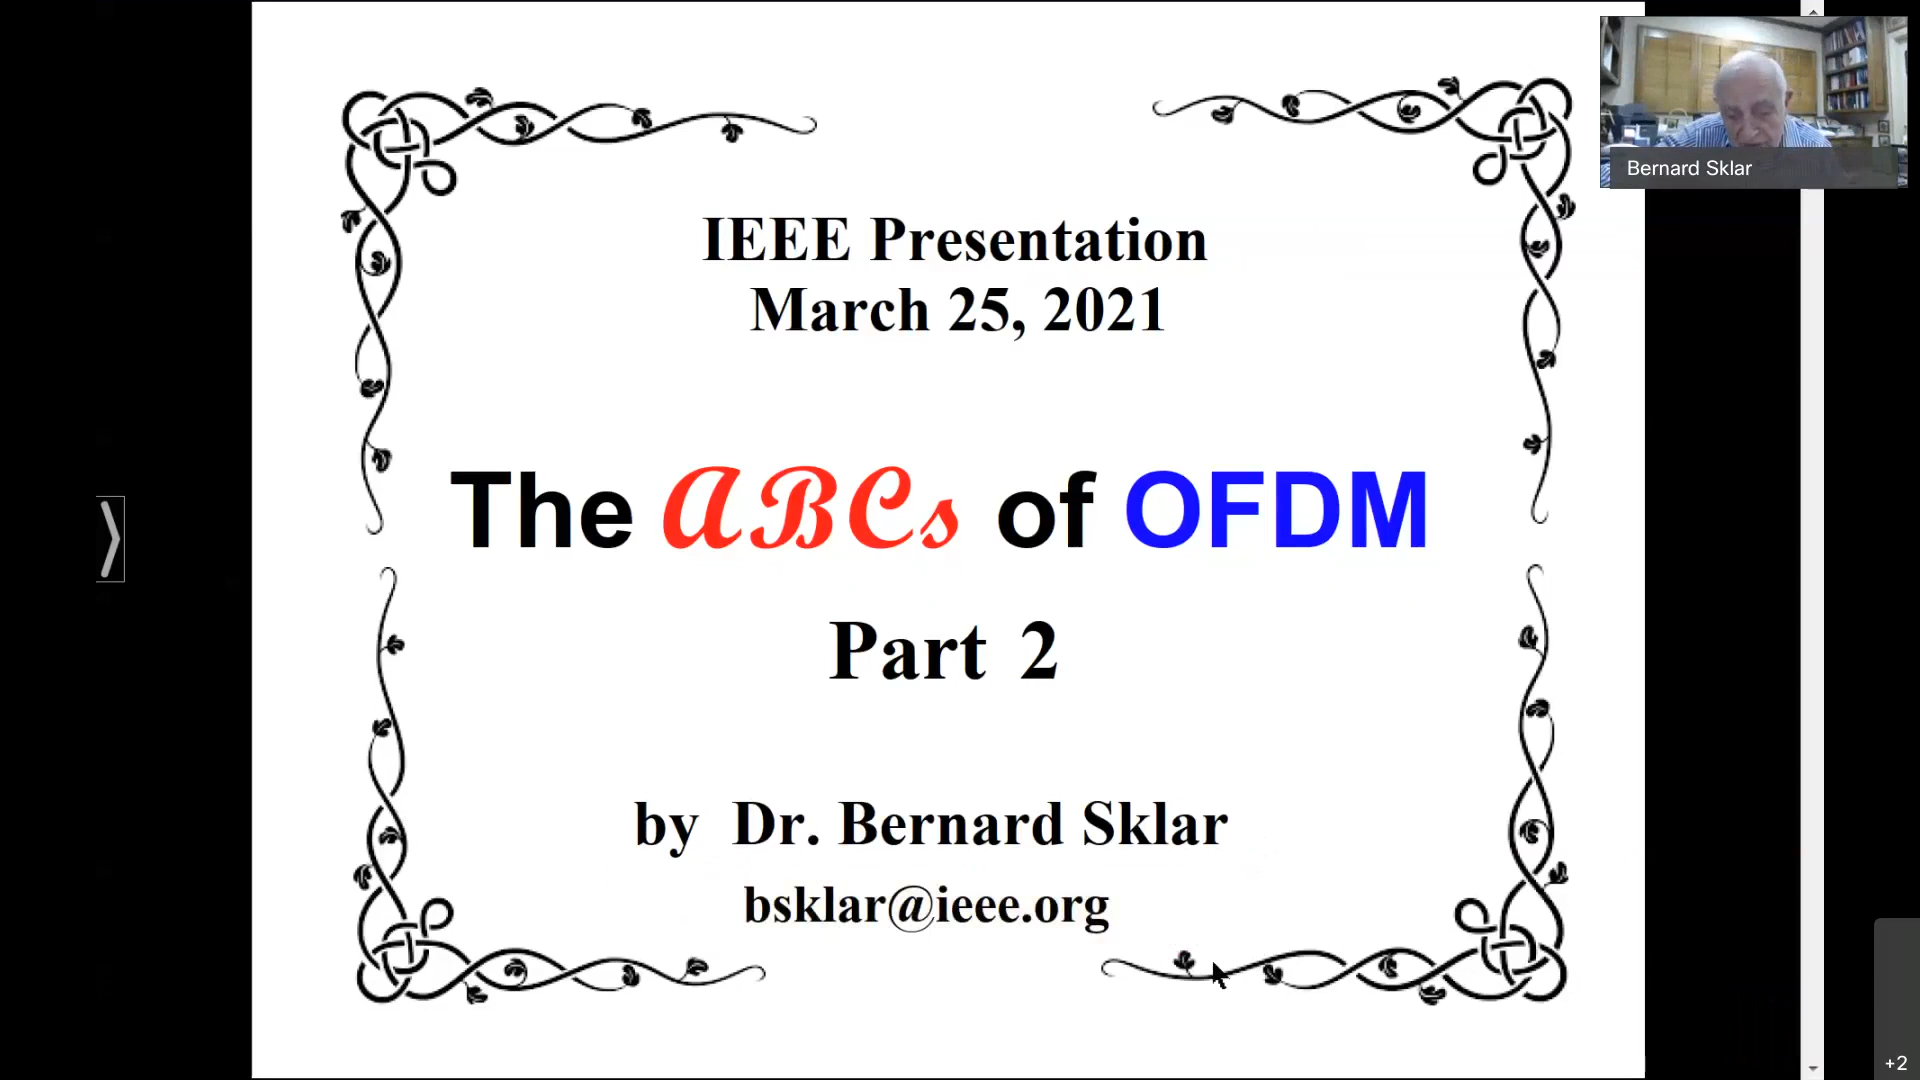 IEEE Presentation
March 25, 2021
The ABCs of OFDM
Part 2
by Dr. Bernard Sklar
bsklar@ieee.org
Bernard Sklar
+2